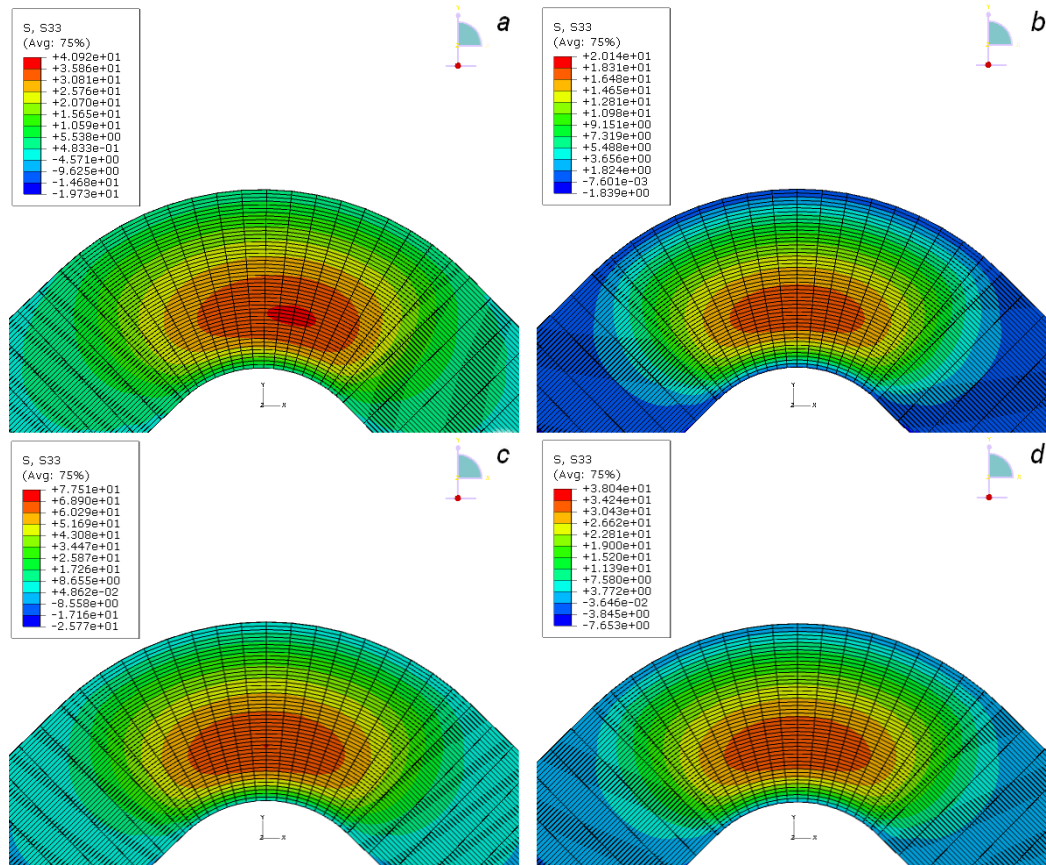 a
S, S33
(Avg: 75%)
+4.092e+01
+3.586e+01
+3.081e+01
+2.576e+01
+2.070e+01
+1.565e+01
+1.059e+01
+5.538e+00
+4.833e-01
-4.571e+00
-9.625e+00
-1.468e+01
-1.973e+01
Y
Z X
b
S, S33
(Avg: 75%)
+2.014e+01
+1.831e+01
+1.648e+01
+1.465e+01
+1.281e+01
+1.098e+01
+9.151e+00
+7.319e+00
+5.488e+00
+3.656e+00
+1.824e+00
-7.601e-03
-1.839e+00
Y
Z X
c
S, S33
(Avg: 75%)
+7.751e+01
+6.890e+01
+6.029e+01
+5.169e+01
+4.308e+01
+3.447e+01
+2.587e+01
+1.726e+01
+8.655e+00
+4.862e-02
-8.558e+00
-1.716e+01
-2.577e+01
Y
Z X
d
S, S33
(Avg: 75%)
+3.804e+01
+3.424e+01
+3.043e+01
+2.662e+01
+2.281e+01
+1.900e+01
+1.520e+01
+1.139e+01
+7.580e+00
+3.772e+00
-3.646e-02
-3.845e+00
-7.653e+00
Y
Z X